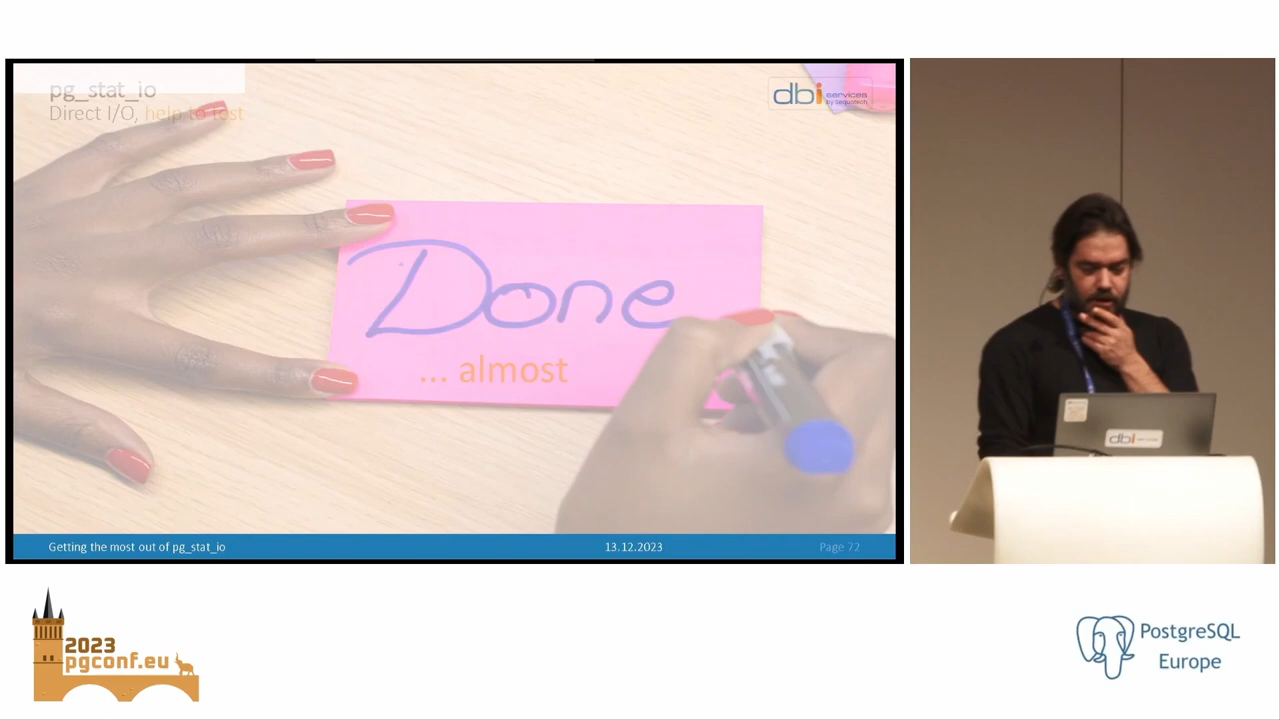 pg_stat_io
Direct I/O, help to test
dbi services
by Sequotech
Done
... almost
Getting the most out of pg_stat_io
13.12.2023
Page 72
dbi
2023
pgconf.eu
PostgreSQL
Europe